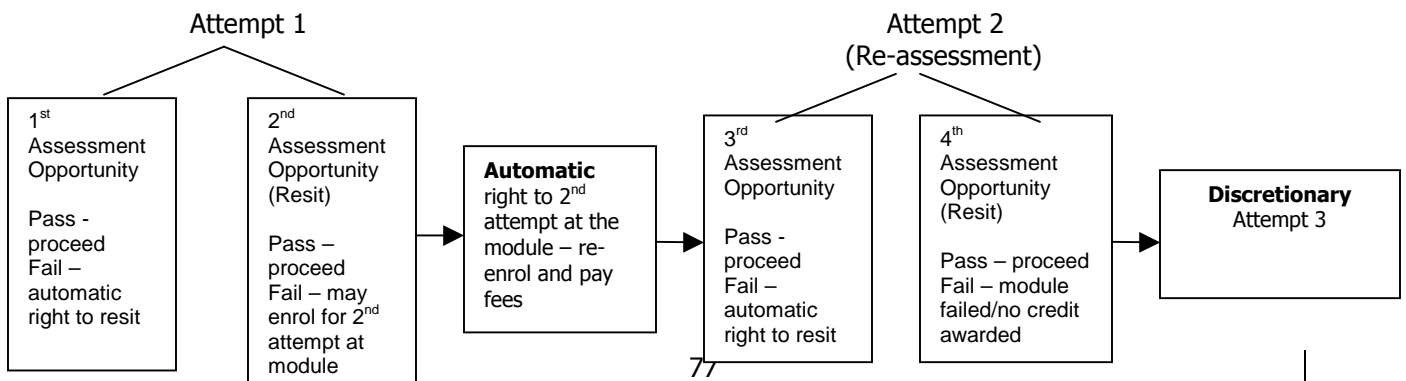 Attempt 1
1st
Assessment
Opportunity
Pass -
proceed
Fail –
automatic
right to resit
2nd
Assessment
Opportunity
(Resit)
Pass –
proceed
Fail – may
enrol for 2nd
attempt at
module
Automatic
right to 2nd
attempt at the
module – re-
enrol and pay
fees
Attempt 2
(Re-assessment)
3rd
Assessment
Opportunity
Pass -
proceed
Fail –
automatic
right to resit
4th
Assessment
Opportunity
(Resit)
Pass – proceed
Fail – module
failed/no credit
awarded
Discretionary
Attempt 3
77